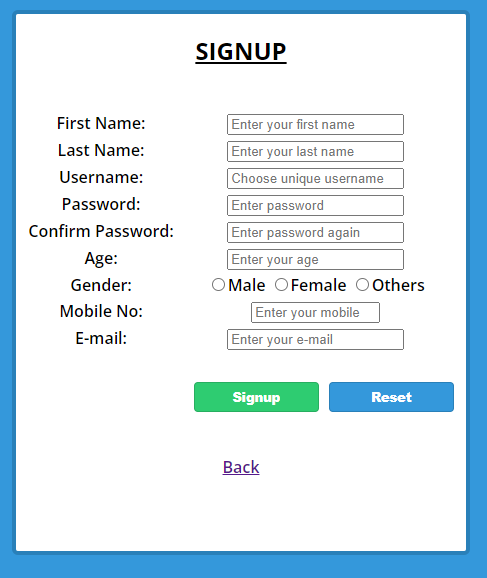 SIGNUP
First Name: Enter your first name
Last Name: Enter your last name
Username: Choose unique username
Password: Enter password
Confirm Password: Enter password again
Age: Enter your age
Gender: Male Female Others
Mobile No: Enter your mobile
E-mail: Enter your e-mail
Signup Reset
Back